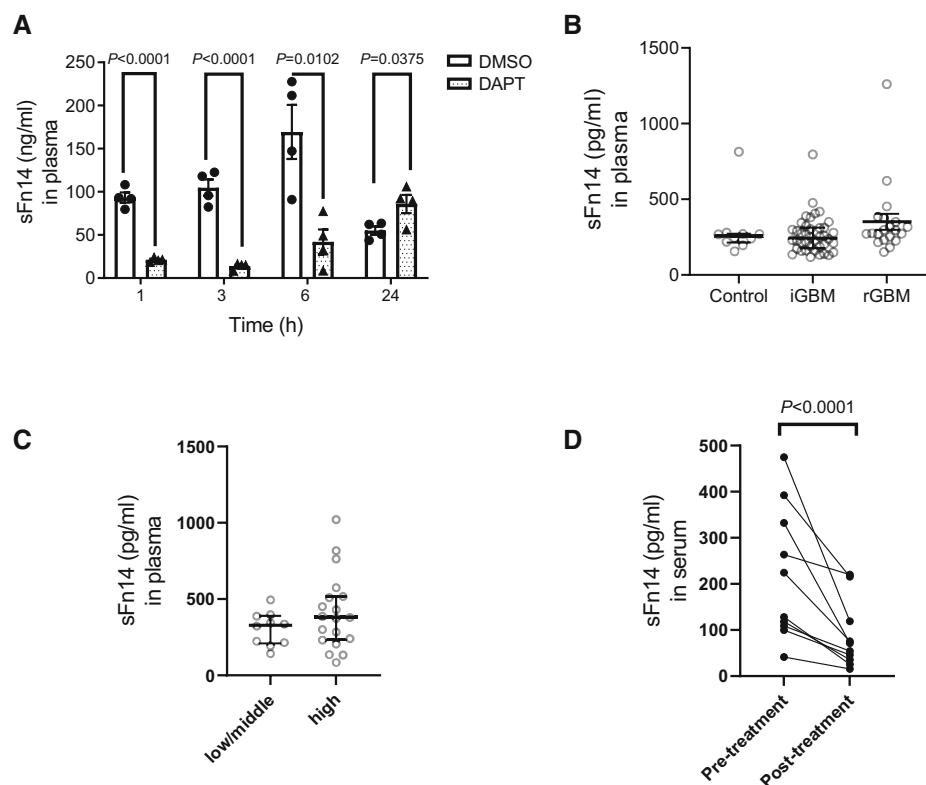 A
P<0.0001 P<0.0001 P=0.0102 P=0.0375
DMSO
DAPT
sFn14 (ng/ml)
in plasma
250
200
150
100
50
0
1 3 6 24
Time (h)
B
sFn14 (pg/ml)
in plasma
1500
1000
500
0
Control iGBM rGBM
C
sFn14 (pg/ml)
in plasma
1500
1000
500
0
low/middle high
D
P<0.0001
sFn14 (pg/ml)
in serum
500
400
300
200
100
0
Pre-treatment Post-treatment